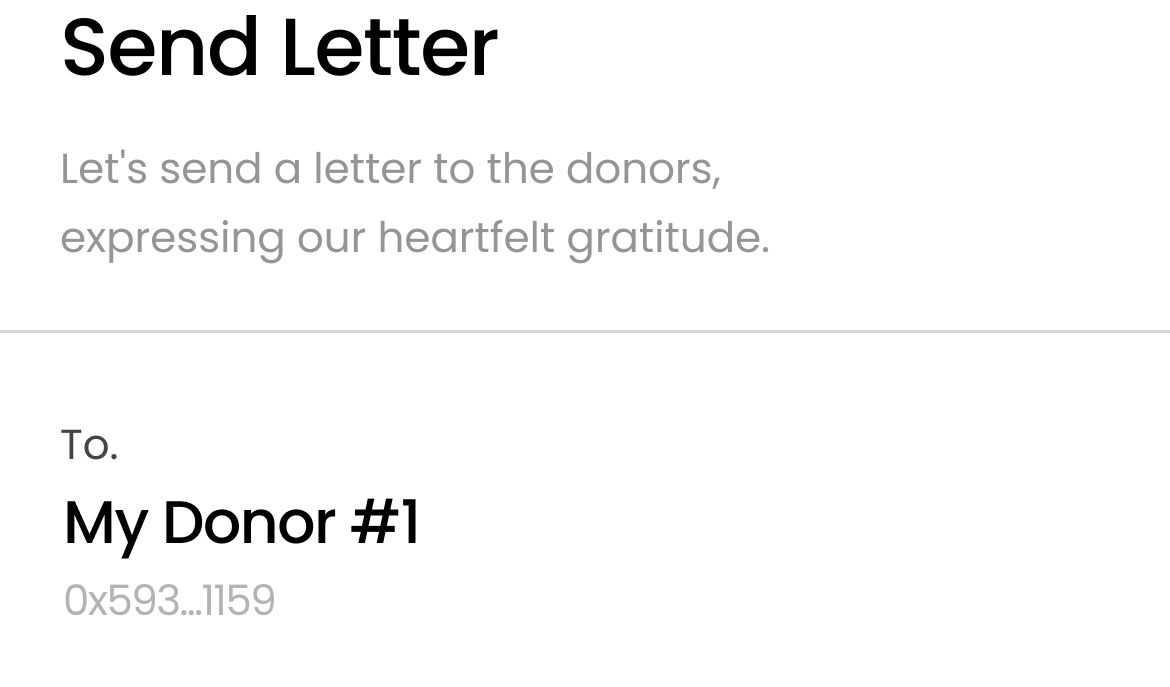 Send Letter
Let's send a letter to the donors,
expressing our heartfelt gratitude.
To.
My Donor #1
0x593...1159